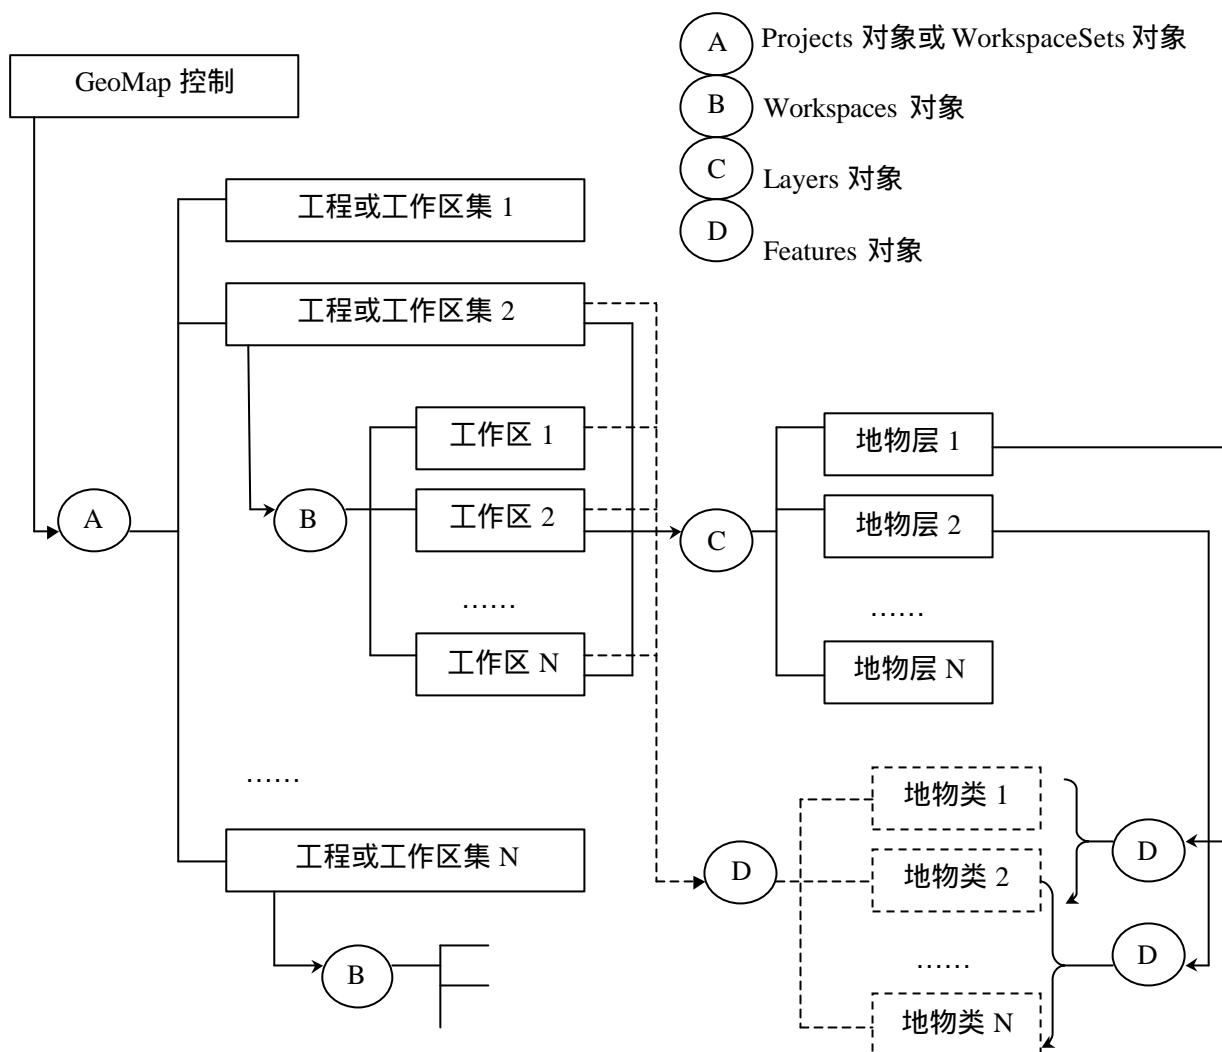 GeoMap 控制
A Projects 对象或 WorkspaceSets 对象
B Workspaces 对象
C Layers 对象
D Features 对象
工程或工作区集 1
工程或工作区集 2
工作区 1
地物层 1
A
B
工作区 2
C
地物层 2
……
……
工作区 N
地物层 N
……
地物类 1
工程或工作区集 N
D
地物类 2
D
B
……
D
地物类 N